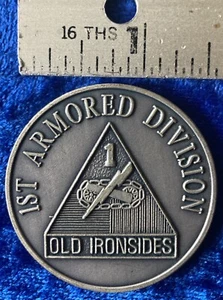 16 THS 1
1ST ARMORED DIVISION
1
OLD IRONSIDES